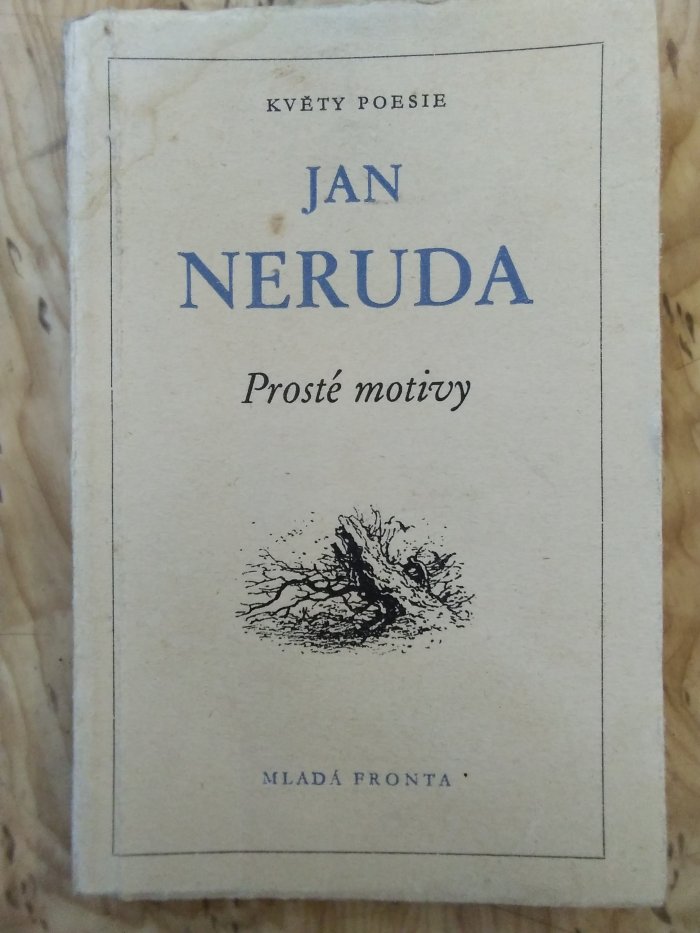 KVĚTY POESIE
JAN
NERUDA
Prosté motivy
MLADÁ FRONTA